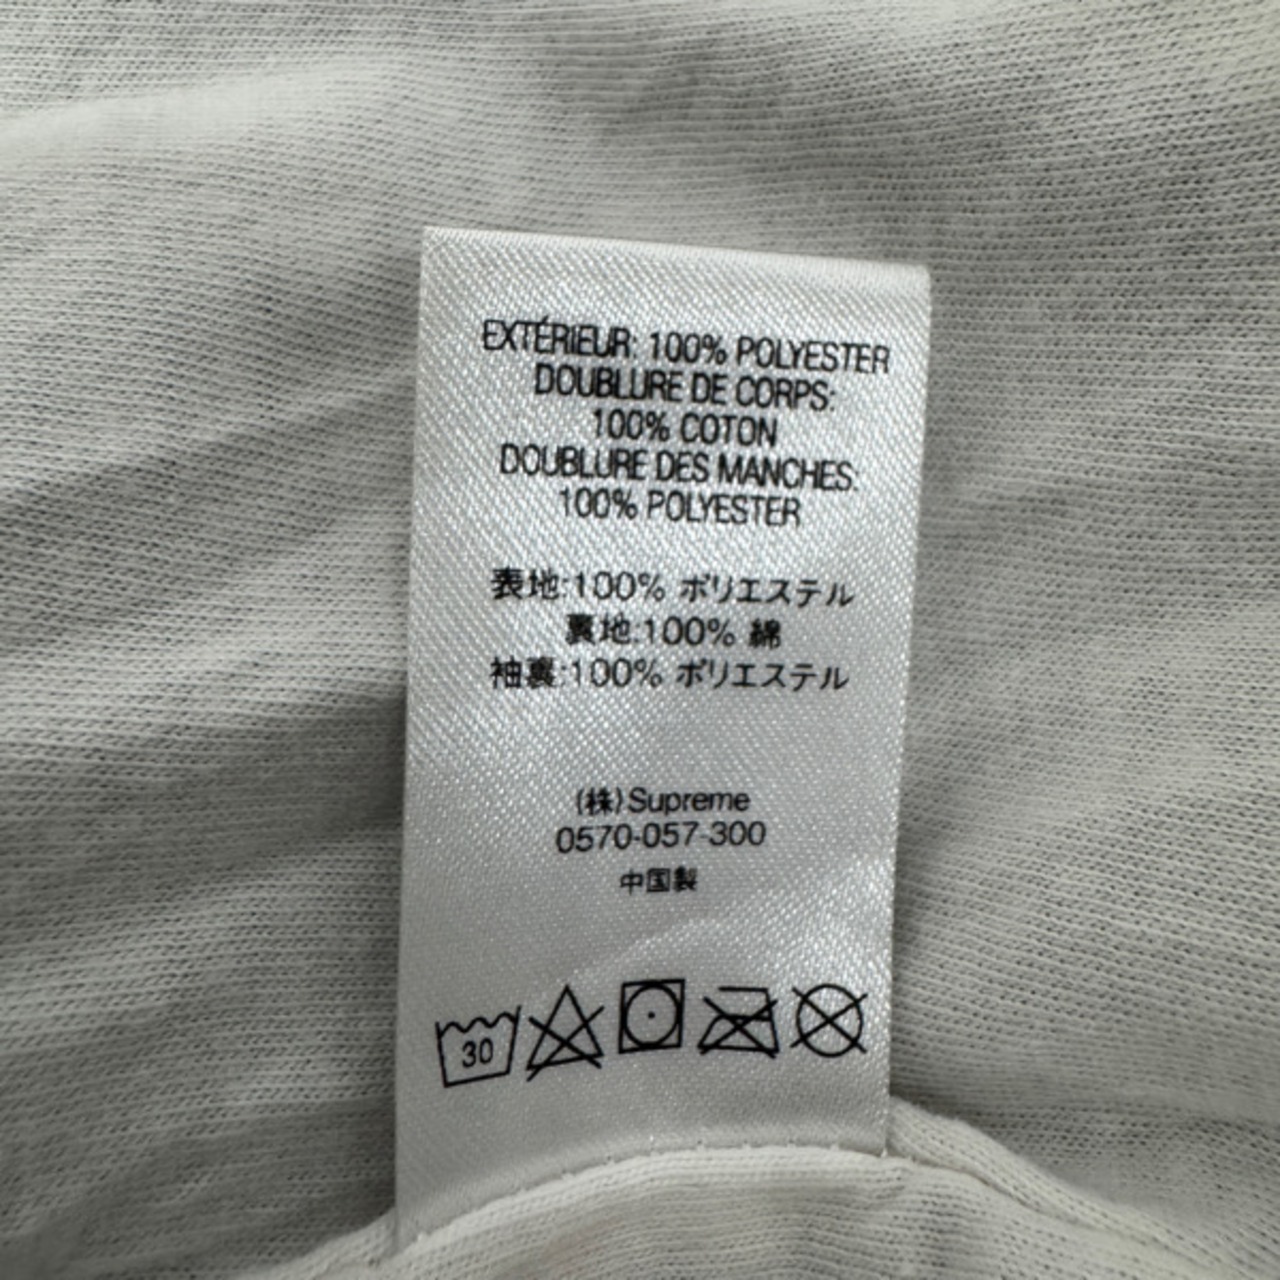 EXTÉRIEUR: 100% POLYESTER
DOUBLURE DE CORPS:
100% COTON
DOUBLURE DES MANCHES:
100% POLYESTER
表地:100% ポリエステル
裏地:100% 綿
袖裏:100% ポリエステル
(株)Supreme
0570-057-300
中国製
30